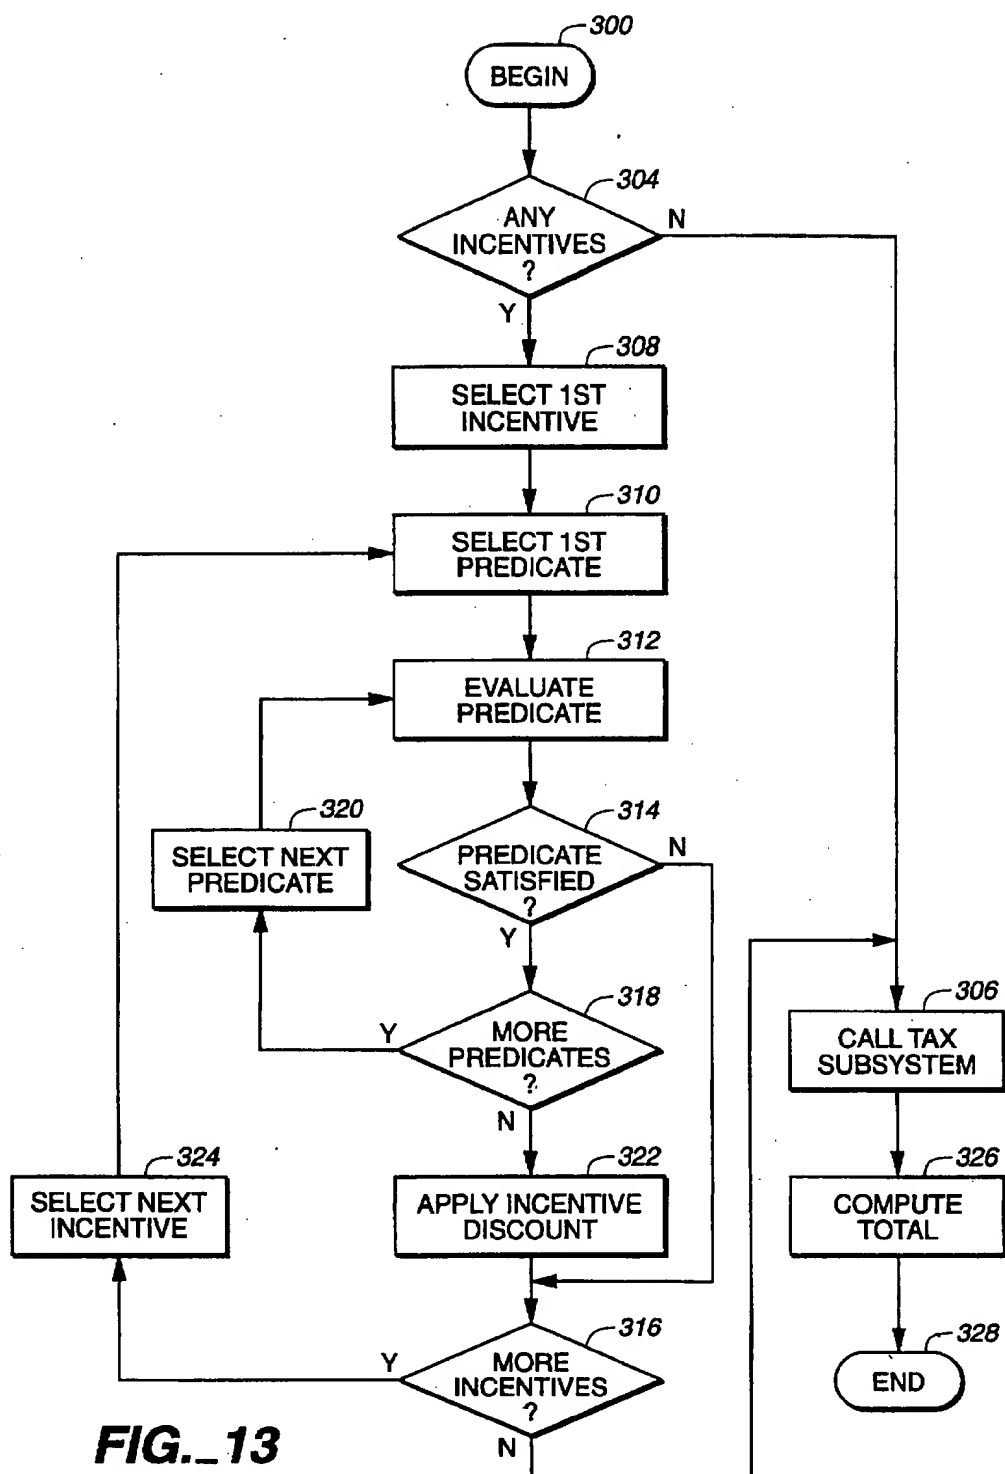 300
BEGIN
304
ANY
INCENTIVES
?
N
Y
308
SELECT 1ST
INCENTIVE
310
SELECT 1ST
PREDICATE
312
EVALUATE
PREDICATE
320
SELECT NEXT
PREDICATE
314
PREDICATE
SATISFIED
?
N
Y
318
MORE
PREDICATES
?
Y
N
306
CALL TAX
SUBSYSTEM
324
SELECT NEXT
INCENTIVE
322
APPLY INCENTIVE
DISCOUNT
326
COMPUTE
TOTAL
316
MORE
INCENTIVES
?
Y
N
328
END
FIG._13